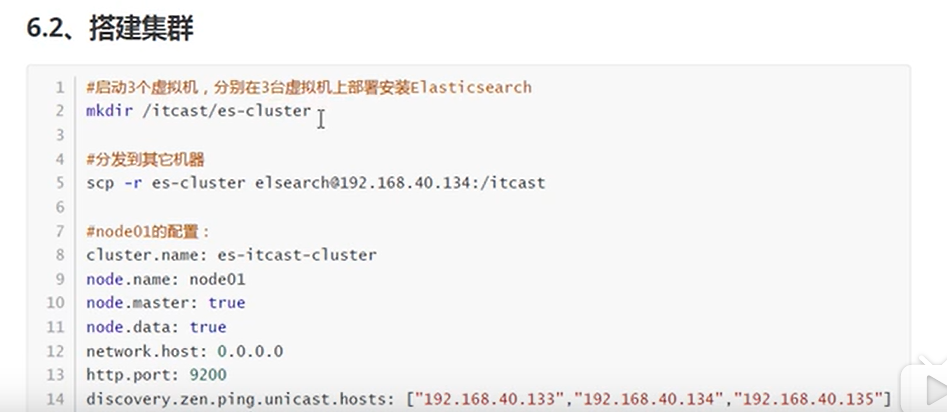 6.2、搭建集群
1 #启动3个虚拟机，分别在3台虚拟机上部署安装Elasticsearch
2 mkdir /itcast/es-cluster
3
4 #分发到其它机器
5 scp -r es-cluster elsearch@192.168.40.134:/itcast
6
7 #node01的配置：
8 cluster.name: es-itcast-cluster
9 node.name: node01
10 node.master: true
11 node.data: true
12 network.host: 0.0.0.0
13 http.port: 9200
14 discovery.zen.ping.unicast.hosts: ["192.168.40.133","192.168.40.134","192.168.40.135"]